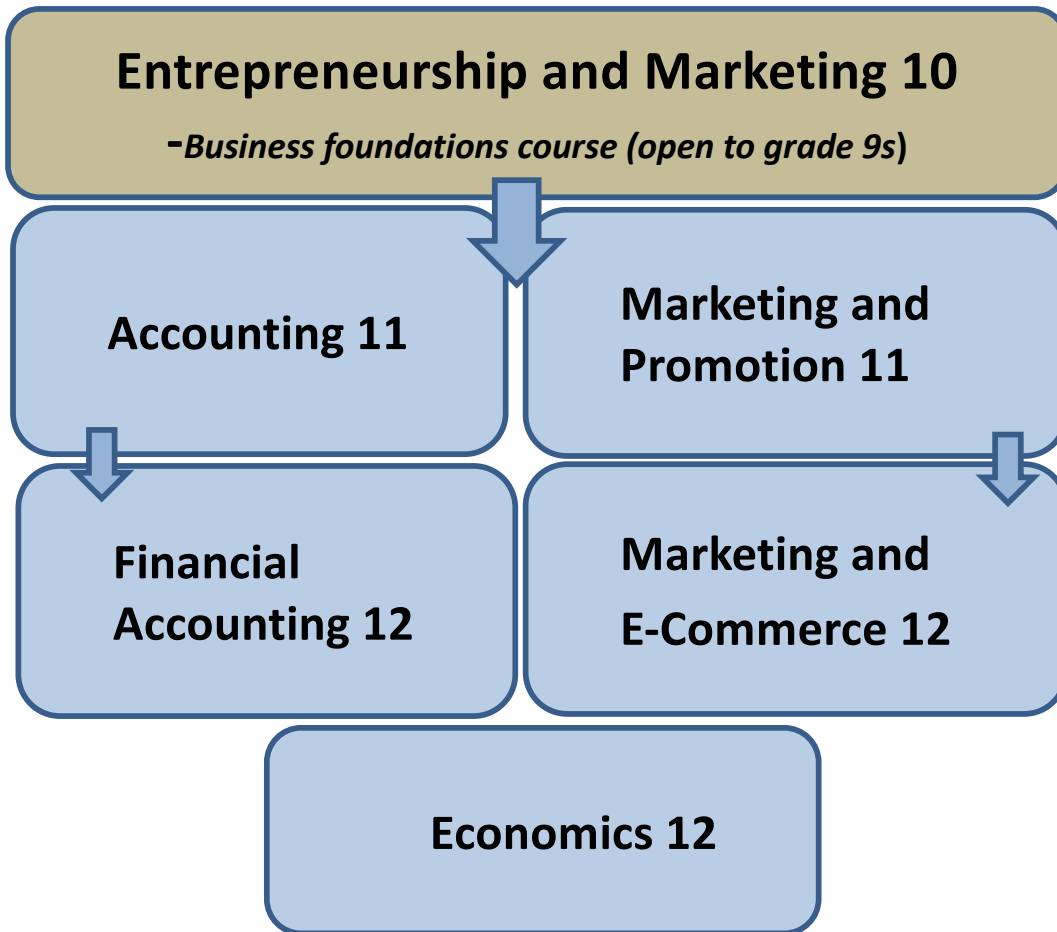 Entrepreneurship and Marketing 10
-Business foundations course (open to grade 9s)
Accounting 11
Marketing and
Promotion 11
Financial
Accounting 12
Marketing and
E-Commerce 12
Economics 12